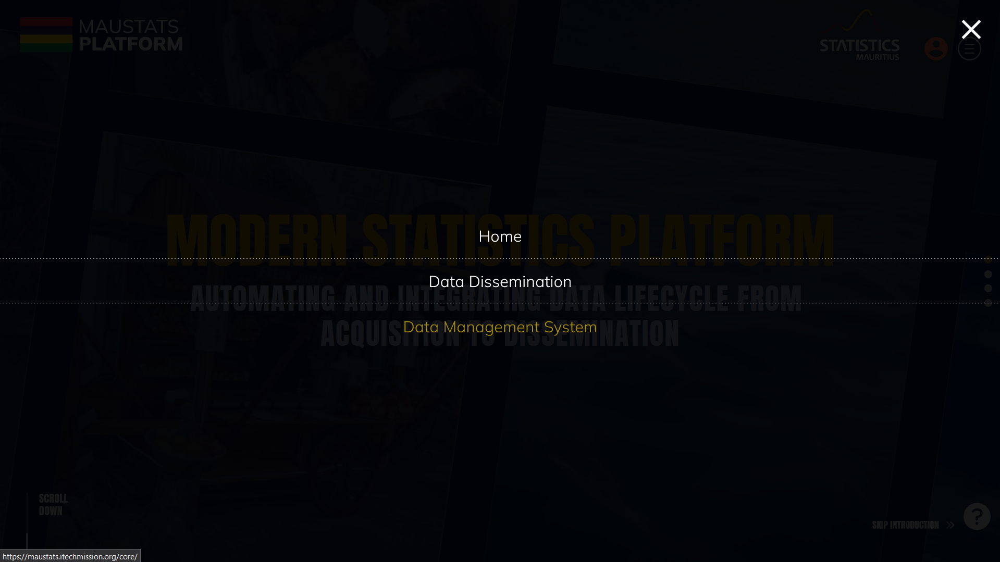 MAUSTATS
PLATFORM
STATISTICS
MAURITIUS
MODERN STATISTICS PLATFORM
Home
AUTOMATING AND INTEGRATING DATA LIFECYCLE FROM
ACQUISITION TO DISSEMINATION
Data Dissemination
Data Management System
SCROLL
DOWN
SKIP INTRODUCTION »
?
https://maustats.itechmission.org/core/